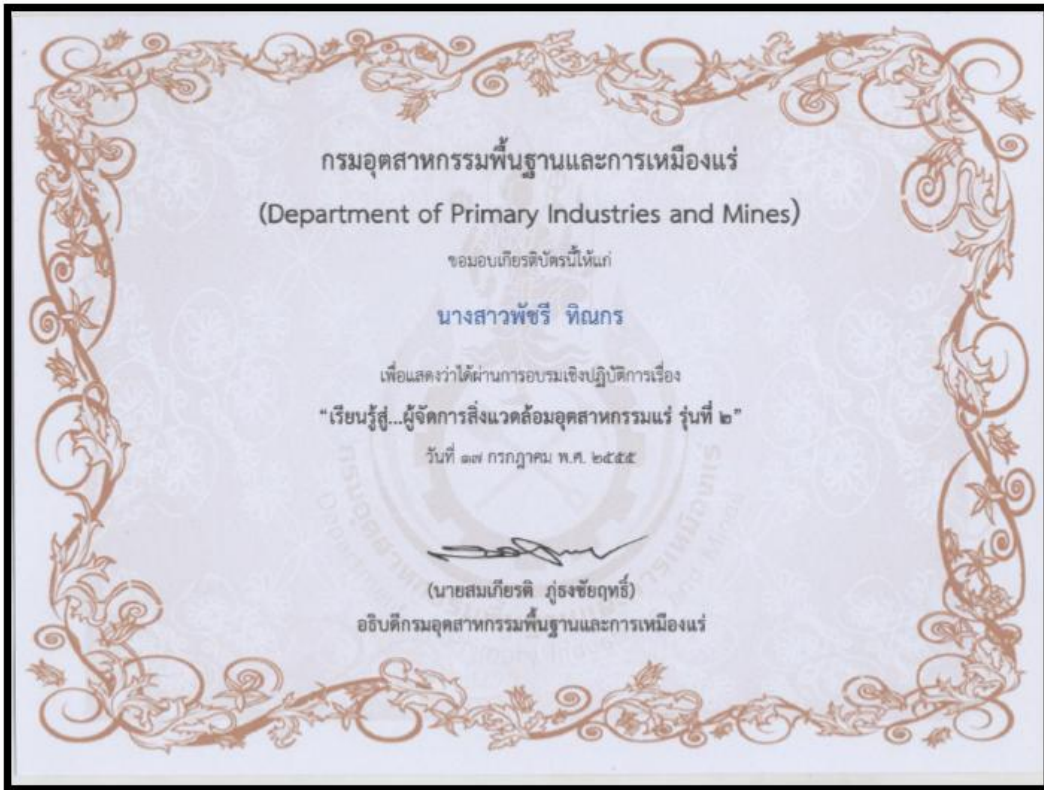 กรมอุตสาหกรรมพื้นฐานและการเหมืองแร่
(Department of Primary Industries and Mines)
ขอมอบเกียรติบัตรนี้ให้แก่
นางสาวพัชรี ทิณกร
เพื่อแสดงว่าได้ผ่านการอบรมเชิงปฏิบัติการเรื่อง
“เรียนรู้สู่...ผู้จัดการสิ่งแวดล้อมอุตสาหกรรมแร่ รุ่นที่ ๒”
วันที่ ๑๗ กรกฎาคม พ.ศ. ๒๕๕๕
(นายสมเกียรติ ภู่ธงชัยฤทธิ์)
อธิบดีกรมอุตสาหกรรมพื้นฐานและการเหมืองแร่